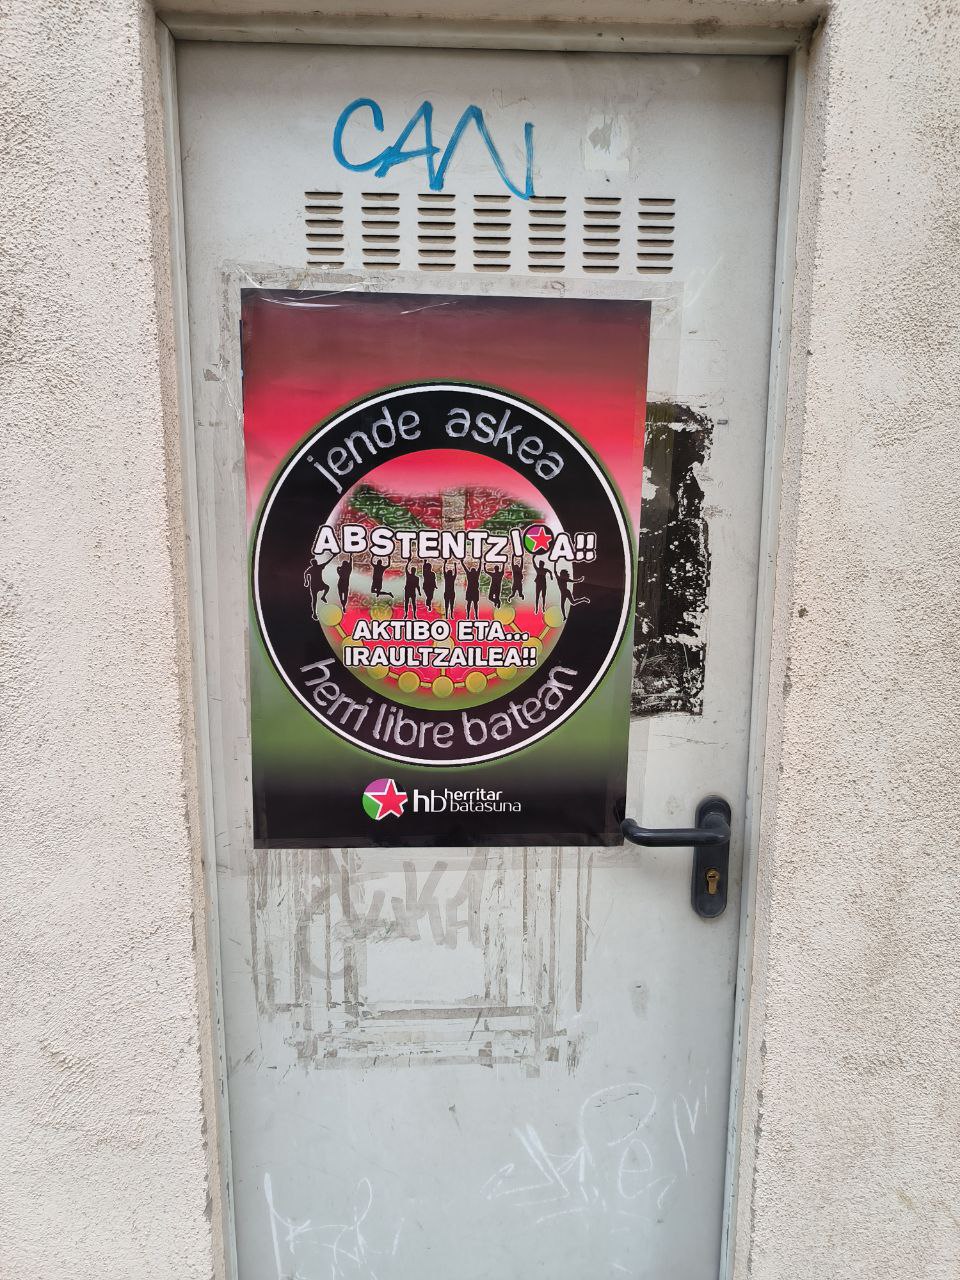 CAN
jende askea
ABSTENTZIOA!!
AKTIBO ETA...
IRAULTZAILEA!!
herri libre batean
hb herritar
batasuna